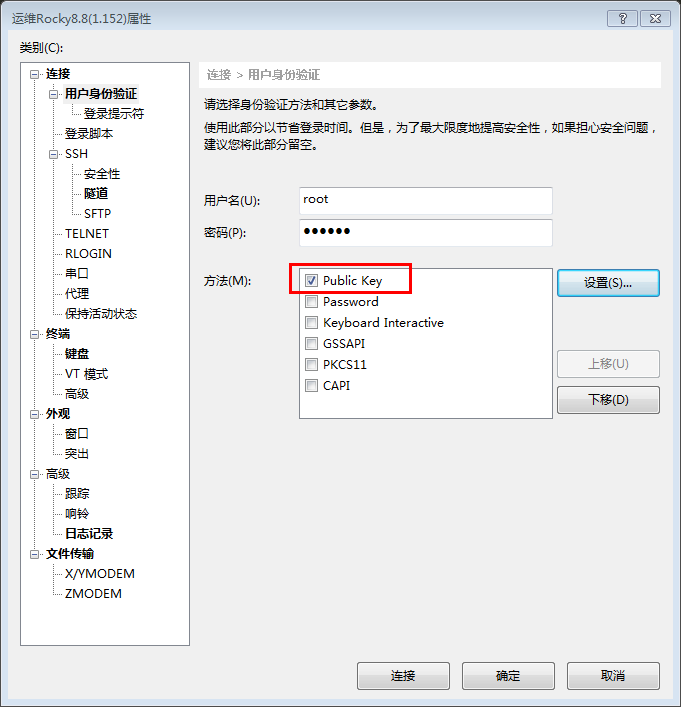 运维Rocky8.8(1.152)属性
类别(C):
连接
用户身份验证
登录提示符
登录脚本
SSH
安全性
隧道
SFTP
TELNET
RLOGIN
串口
代理
保持活动状态
终端
键盘
VT 模式
高级
外观
窗口
突出
高级
跟踪
响铃
日志记录
文件传输
X/YMODEM
ZMODEM
连接 > 用户身份验证
请选择身份验证方法和其它参数。
使用此部分以节省登录时间。但是，为了最大限度地提高安全性，如果担心安全问题，
建议您将此部分留空。
用户名(U):
root
密码(P):
●●●●●●
方法(M):
Public Key
Password
Keyboard Interactive
GSSAPI
PKCS11
CAPI
设置(S)...
上移(U)
下移(D)
连接
确定
取消